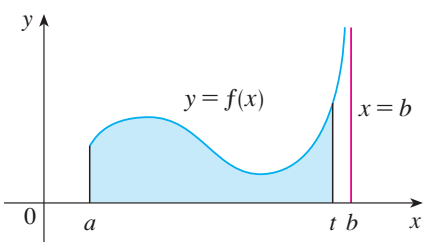 y
y = f(x)
x = b
0
a
t b
x